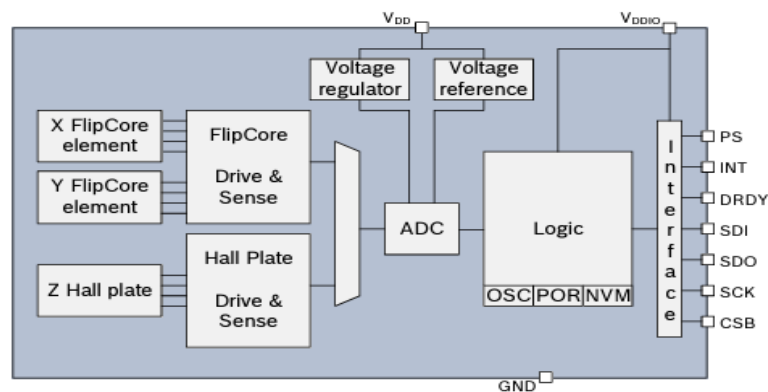 VDD
VDDIO
Voltage
regulator
Voltage
reference
X FlipCore
element
FlipCore
Drive &
Sense
Y FlipCore
element
Z Hall plate
Hall Plate
Drive &
Sense
ADC
Logic
OSC POR NVM
Interface
PS
INT
DRDY
SDI
SDO
SCK
CSB
GND